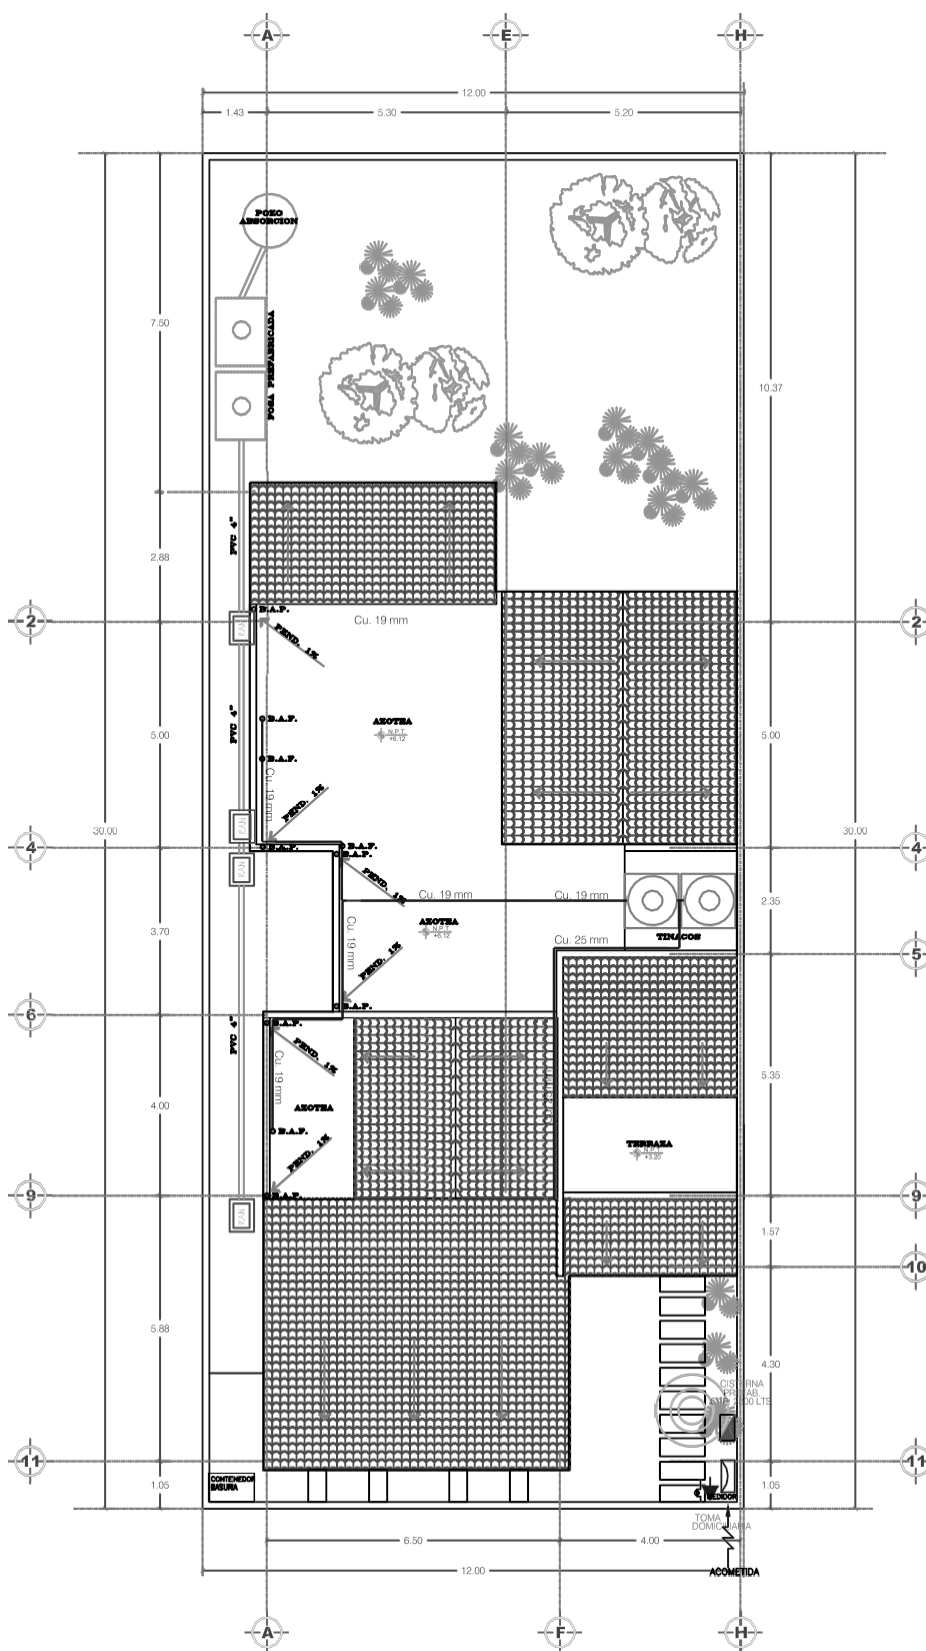 A
E
H
12.00
1.43
5.30
5.20
POZO
ABSORCION
7.50
FOSA PREFABRICADA
10.37
PVC 4"
2.88
B.A.P.
Cu. 19 mm
2
2
PEND. 1%
PVC 4"
B.A.F.
AZOTEA
N.P.T.
+6.12
5.00
5.00
B.A.F.
Cu. 19 mm
PEND. 1%
30.00
30.00
4
B.A.P.
B.A.F.
B.A.P.
4
PEND. 1%
Cu. 19 mm
Cu. 19 mm
2.35
AZOTEA
N.P.T.
+6.12
3.70
Cu. 19 mm
TINACOS
Cu. 25 mm
5
PEND. 1%
B.A.P.
6
PVC 4"
B.A.P.
PEND. 1%
Cu. 19 mm
5.35
4.00
AZOTEA
B.A.F.
TERRAZA
N.P.T.
+3.20
PEND. 1%
9
B.A.P.
9
1.57
10
5.88
4.30
CISTERNA
PREFAB.
11
11
CONTENEDOR
BASURA
1.05
1.05
MEDIDOR
TOMA
DOMICILIARIA
6.50
4.00
12.00
ACOMETIDA
A
F
H